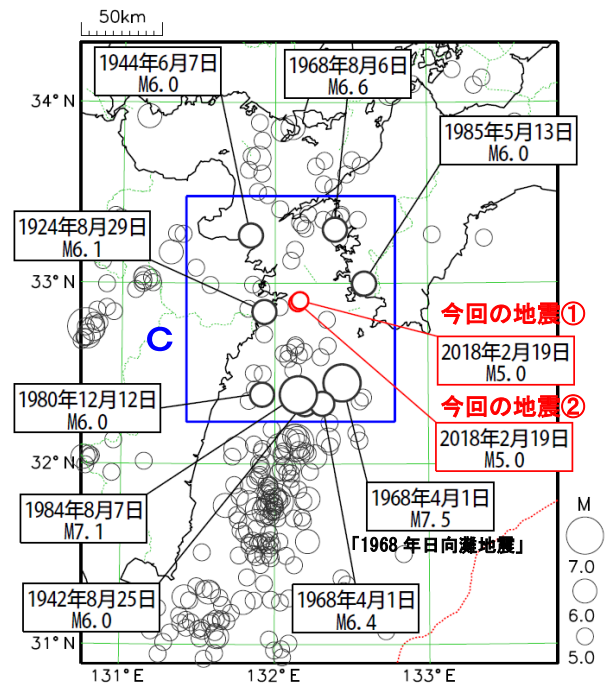 50km
1944年6月7日
M6.0
1968年8月6日
M6.6
34°N
1985年5月13日
M6.0
1924年8月29日
M6.1
33°N
今回の地震①
C
2018年2月19日
M5.0
1980年12月12日
M6.0
今回の地震②
2018年2月19日
M5.0
32°N
1984年8月7日
M7.1
1968年4月1日
M7.5
「1968年日向灘地震」
M
7.0
1942年8月25日
M6.0
1968年4月1日
M6.4
6.0
31°N
5.0
131°E
132°E
133°E